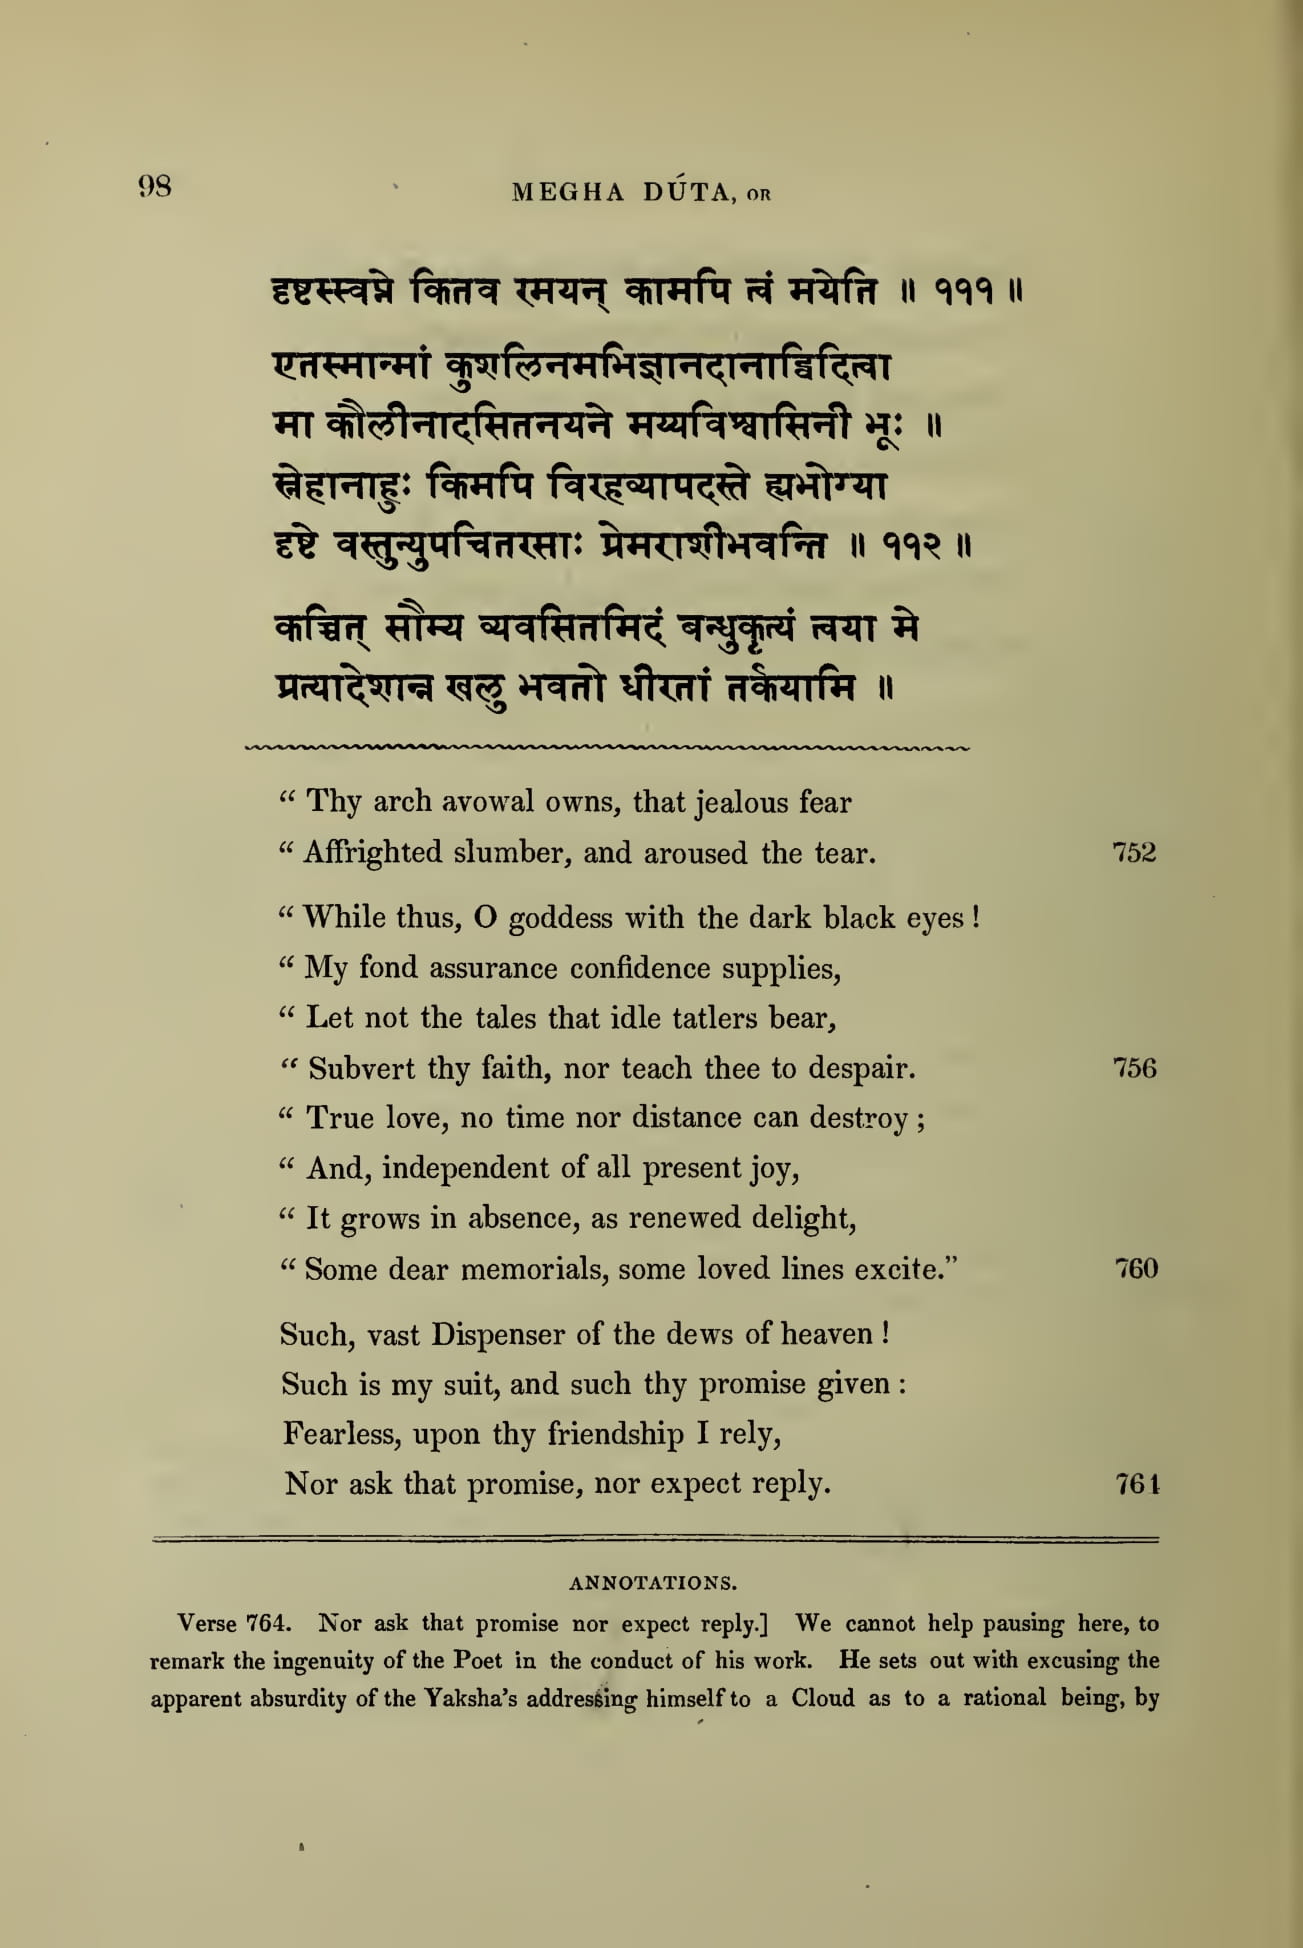 98
MEGHA DÚTA, OR
दृष्टस्स्वप्ने कितव रमयन् कामपि त्वं मयेति ॥ १११ ॥
एतस्मान्मां कुशलिनमभिज्ञानदानाद्विदित्वा
मा कौलीनादसितनयने मय्यविश्वासिनी भूः ॥
स्नेहानाहुः किमपि विरहव्यापदस्ते ह्यभोग्या
दृष्टे वस्तुन्युपचितरसाः प्रेमराशीभवन्ति ॥ ११२ ॥
कच्चित् सौम्य व्यवसितमिदं बन्धुकृत्यं त्वया मे
प्रत्यादेशान्न खलु भवतो धीरतां तर्कयामि ॥
“ Thy arch avowal owns, that jealous fear
“ Affrighted slumber, and aroused the tear. 752
“ While thus, O goddess with the dark black eyes !
“ My fond assurance confidence supplies,
“ Let not the tales that idle tatlers bear,
“ Subvert thy faith, nor teach thee to despair. 756
“ True love, no time nor distance can destroy ;
“ And, independent of all present joy,
“ It grows in absence, as renewed delight,
“ Some dear memorials, some loved lines excite.” 760
Such, vast Dispenser of the dews of heaven !
Such is my suit, and such thy promise given :
Fearless, upon thy friendship I rely,
Nor ask that promise, nor expect reply. 764
ANNOTATIONS.
Verse 764. Nor ask that promise nor expect reply.] We cannot help pausing here, to
remark the ingenuity of the Poet in the conduct of his work. He sets out with excusing the
apparent absurdity of the Yaksha’s addressing himself to a Cloud as to a rational being, by